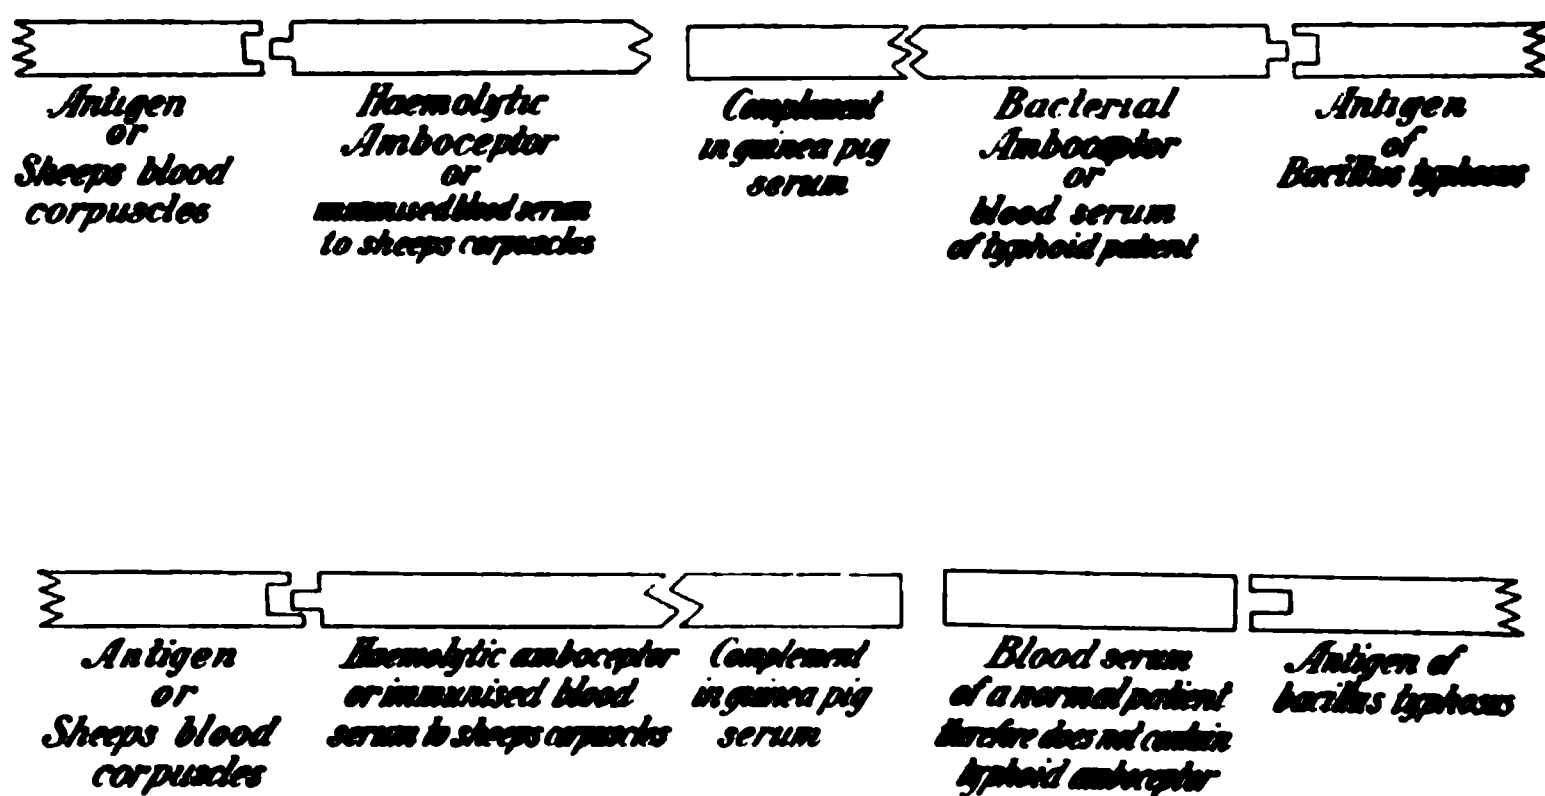 Antigen
or
Sheeps blood
corpuscles
Haemolytic
Amboceptor
or
immunised blood serum
to sheeps corpuscles
Complement
in guinea pig
serum
Bacterial
Amboceptor
or
blood serum
of typhoid patient
Antigen
of
Bacillus typhosus
Antigen
or
Sheeps blood
corpuscles
Haemolytic amboceptor
or immunised blood
serum to sheeps corpuscles
Complement
in guinea pig
serum
Blood serum
of a normal patient
therefore does not contain
typhoid amboceptor
Antigen of
bacillus typhosus